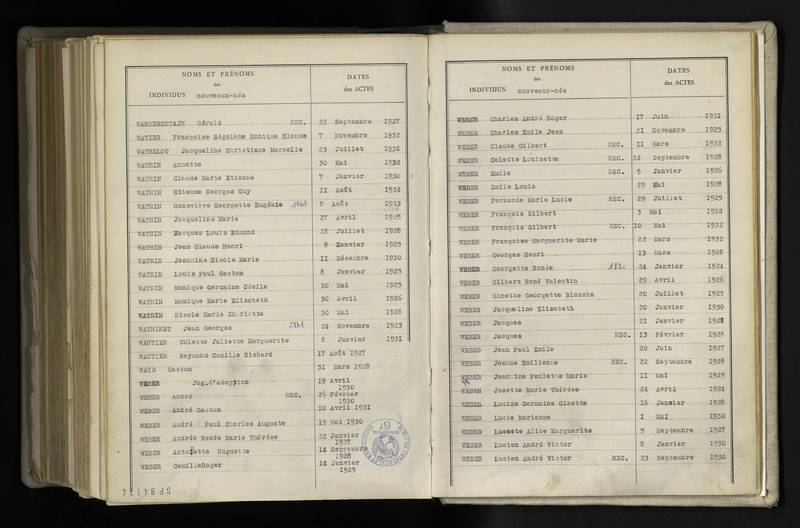 NOMS ET PRÉNOMS
des
INDIVIDUS nouveaux-nés
DATES
des ACTES
WASSERSZTAJN Gérald REC. 22 Septembre 1927
WATIER Françoise Ségolène Monique Claude 7 Novembre 1932
WATRELOT Jacqueline Christiane Marcelle 23 Juillet 1930
WATRIN Annette 30 Mai 1932
WATRIN Claude Marie Etienne 7 Janvier 1930
WATRIN Etienne Georges Guy II Août 1932
WATRIN Geneviève Georgette Eugénie 8 Août 1923
WATRIN Jacqueline Marie 27 Avril 1925
WATRIN Jacques Louis Edmond 18 Juillet 1928
WATRIN Jean Claude Henri 8 Janvier 1925
WATRIN Jeannine Nicole Marie II Décembre 1930
WATRIN Louis Paul Gaston 8 Janvier 1925
WATRIN Monique Germaine Cécile 30 Mai 1925
WATRIN Monique Marie Elisabeth 30 Avril 1926
WATRIN Nicole Marie Charlotte 30 Mai 1928
WATRINET Jean Georges 24 Novembre 1923
WAUTIER Colette Juliette Marguerite 8 Janvier 1931
WAUTIER Raymond Camille Richard 17 Août 1927
WAYS Gaston 31 Mars 1928
WEBER Jug.d'adoption 19 Avril 1930
WEBER André REC. 26 Février 1930
WEBER André Gaston 10 Avril 1931
WEBER André Paul Charles Auguste 19 Mai 1930
WEBER Andrée Renée Marie Thérèse 22 Janvier 1927
WEBER Antoinette Huguette 14 Septembre 1928
WEBER CamilleRoger 14 Janvier 1925
NOMS ET PRÉNOMS
des
INDIVIDUS nouveaux-nés
DATES
des ACTES
WEBER Charles André Roger 17 Juin 1931
WEBER Charles Emile Jean 21 Novembre 1925
WEBER Claude Gilbert REC. II Mars 1932
WEBER Colette Louisette REC. 22 Septembre 1928
WEBER Emile REC. 9 Janvier 1926
WEBER Emile Louis 29 Mai 1928
WEBER Fernande Marie Lucie REC. 29 Juillet 1925
WEBER François Gilbert 3 Mai 1932
WEBER François Gilbert REC. 10 Mai 1932
WEBER Françoise Marguerite Marie 22 Mars 1932
WEBER Georges Henri 13 Mars 1928
WEBER Georgette Renée 24 Janvier 1924
WEBER Gilbert René Valentin 29 Avril 1926
WEBER Ginette Georgette Blanche 20 Juillet 1925
WEBER Jacqueline Elisabeth 20 Janvier 1930
WEBER Jacques 21 Janvier 1928
WEBER Jacques REC. 13 Février 1928
WEBER Jean Paul Emile 20 Juin 1927
WEBER Jeanne Emilienne REC. 22 Septembre 1928
WEBER Jeannine Paulette Marie II Mai 1929
WEBER Josette Marie Thérèse 24 Avril 1924
WEBER Louise Germaine Ginette 16 Janvier 1928
WEBER Lucie Marienne I MAI 1930
WEBER Lucette Alice Marguerite 5 Septembre 1927
WEBER Lucien André Victor 8 Janvier 1930
WEBER Lucien André Victor REC. 23 Septembre 1930